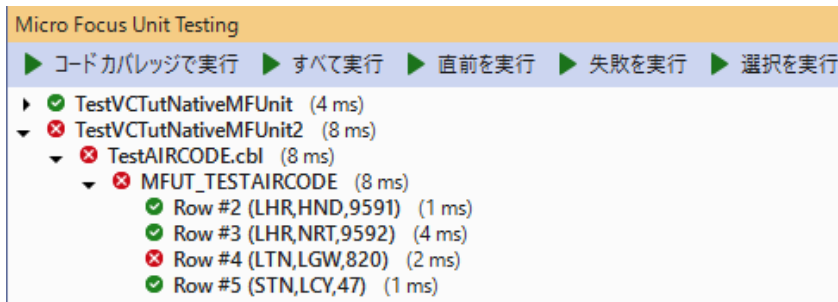 Micro Focus Unit Testing
コード カバレッジで実行 すべて実行 直前を実行 失敗を実行 選択を実行
TestVCTutNativeMFUnit (4 ms)
TestVCTutNativeMFUnit2 (8 ms)
TestAIRCODE.cbl (8 ms)
MFUT_TESTAIRCODE (8 ms)
Row #2 (LHR,HND,9591) (1 ms)
Row #3 (LHR,NRT,9592) (4 ms)
Row #4 (LTN,LGW,820) (2 ms)
Row #5 (STN,LCY,47) (1 ms)